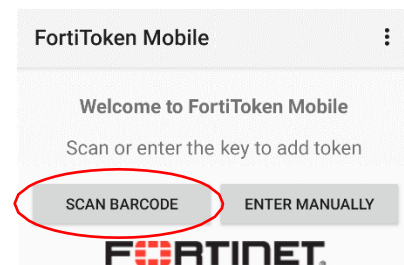 FortiToken Mobile
Welcome to FortiToken Mobile
Scan or enter the key to add token
SCAN BARCODE
ENTER MANUALLY
FORTINET